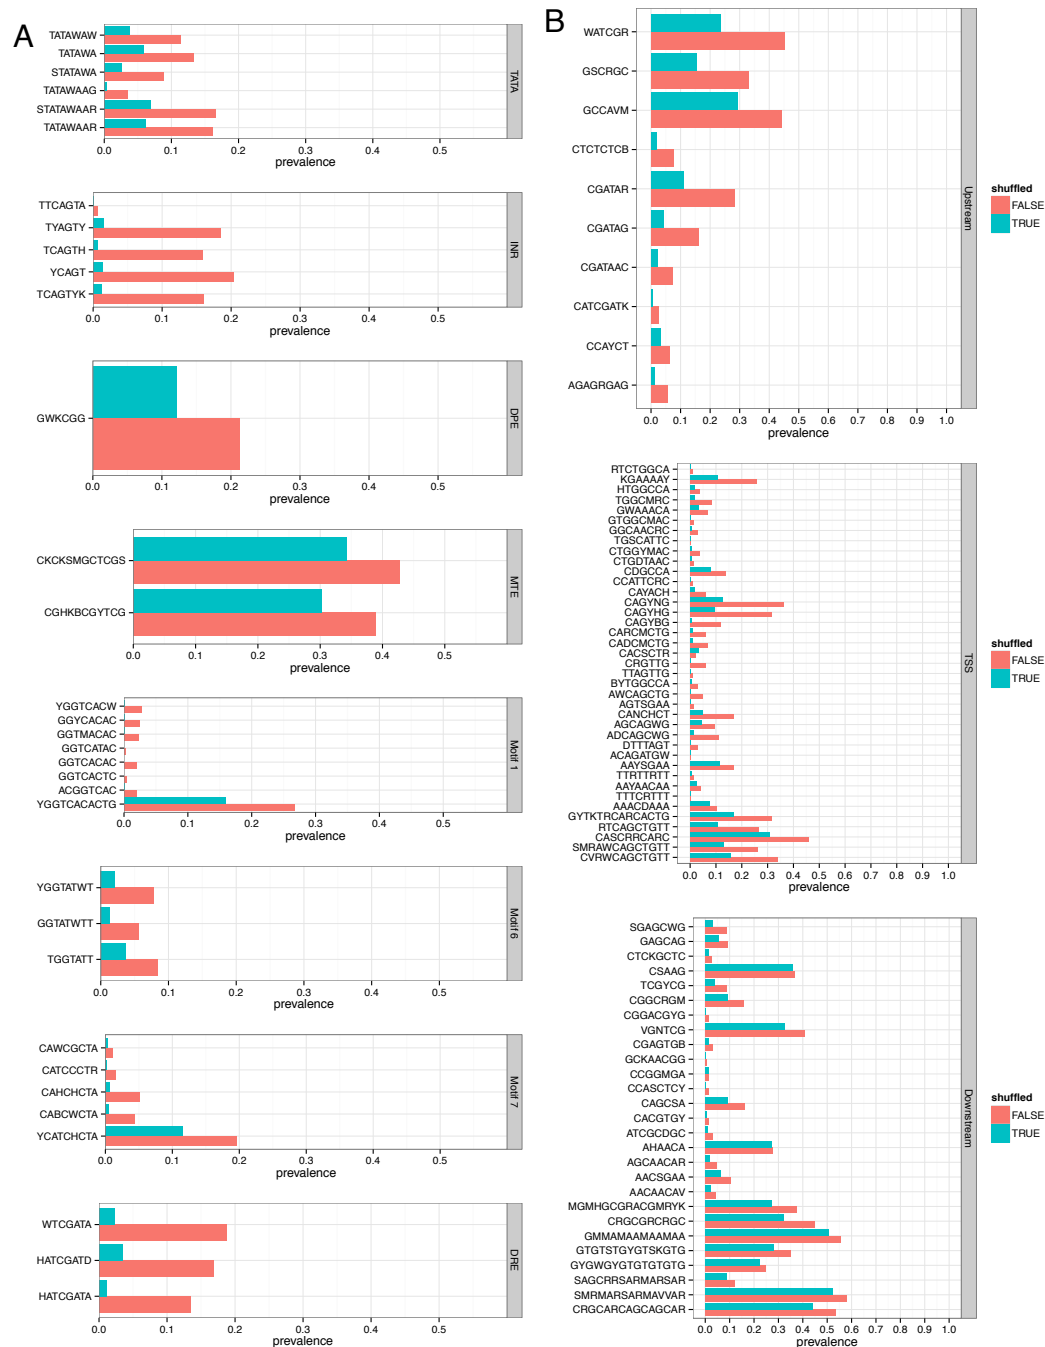 A
TATAWAW
TATAWA
STATAWA
TATAWAAG
STATAWAAR
TATAWAAR
TATA
0.0 0.1 0.2 0.3 0.4 0.5
prevalence
TTCAGTA
TYAGTY
TCAGTH
YCAGT
TCAGTYK
INR
0.0 0.1 0.2 0.3 0.4 0.5
prevalence
GWKCGG
DPE
0.0 0.1 0.2 0.3 0.4 0.5
prevalence
CKCKSMGCTCGS
CGHKBCGYTCG
MTE
0.0 0.1 0.2 0.3 0.4 0.5
prevalence
YGGTCACW
GGYCACAC
GGTMACAC
GGTCATAC
GGTCACAC
GGTCACTC
ACGGTCAC
YGGTCACACTG
Motif 1
0.0 0.1 0.2 0.3 0.4 0.5
prevalence
YGGTATWT
GGTATWTT
TGGTATT
Motif 6
0.0 0.1 0.2 0.3 0.4 0.5
prevalence
CAWCGCTA
CATCCCTR
CAHCHCTA
CABCWCTA
YCATCHCTA
Motif 7
0.0 0.1 0.2 0.3 0.4 0.5
prevalence
WTCGATA
HATCGATD
HATCGATA
DRE
0.0 0.1 0.2 0.3 0.4 0.5
prevalence
B
WATCGR
GSCRGC
GCCAVM
CTCTCTCB
CGATAR
CGATAG
CGATAAC
CATCGATK
CCAYCT
AGAGRGAG
Upstream
0.0 0.1 0.2 0.3 0.4 0.5 0.6 0.7 0.8 0.9 1.0
prevalence
shuffled
FALSE
TRUE
RTCTGGCA
KGAAAAY
HTGGCCA
TGGCMRC
GWAAACA
GTGGCMAC
GGCAACRC
TGSCATTC
CTGGYMAC
CTGDTAAC
CDGCCA
CCATTCRC
CAYACH
CAGYNG
CAGYHG
CAGYBG
CARCMCTG
CADCMCTG
CACSCTR
CRGTTG
TTAGTTG
BYTGGCCA
AWCAGCTG
AGTSGAA
CANCHCT
AGCAGWG
ADCAGCWG
DTTTAGT
ACAGATGW
AAYSGAA
TTRTTRTT
AAYAACAA
TTTCRTTT
AAACDAAA
GYTKTRCARCACTG
RTCAGCTGTT
CASCRRCARC
SMRAWCAGCTGTT
CVRWCAGCTGTT
TSS
0.0 0.1 0.2 0.3 0.4 0.5 0.6 0.7 0.8 0.9 1.0
prevalence
shuffled
FALSE
TRUE
SGAGCWG
GAGCAG
CTCKGCTC
CSAAG
TCGYCG
CGGCRGM
CGGACGYG
VGNTCG
CGAGTGB
GCKAACGG
CCGGMGA
CCASCTCY
CAGCSA
CACGTGY
ATCGCDGC
AHAACA
AGCAACAR
AACSGAA
AACAACAV
MGMHGCGRACGMRYK
CRGCGRCRGC
GMMAMAAMAAMAA
GTGTSTGYGTSKGTG
GYGWGYGTGTGTGTG
SAGCRRSARMARSAR
SMRMARSARMAVVAR
CRGCARCAGCAGCAR
Downstream
0.0 0.1 0.2 0.3 0.4 0.5 0.6 0.7 0.8 0.9 1.0
prevalence
shuffled
FALSE
TRUE